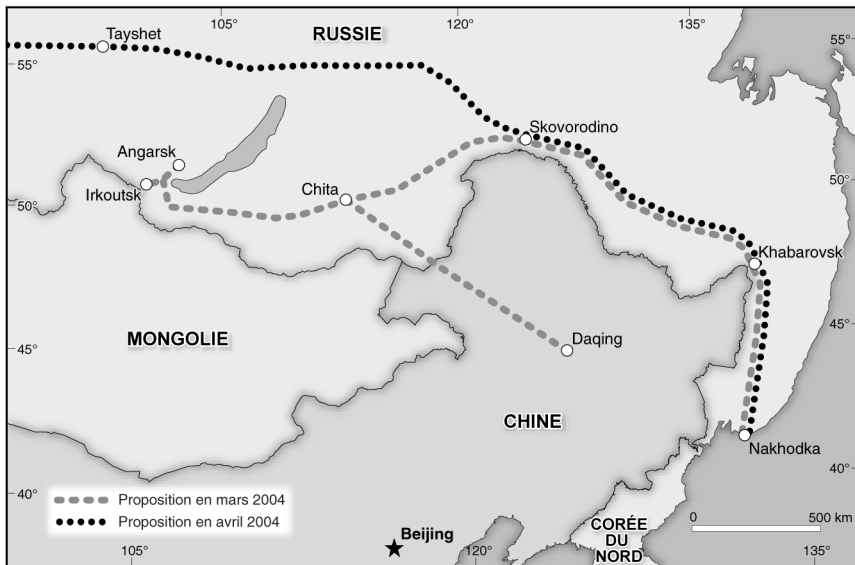 105°
120°
135°
RUSSIE
Tayshet
55°
55°
Skovorodino
Angarsk
Irkoutsk
Chita
50°
50°
Khabarovsk
MONGOLIE
Daqing
45°
45°
CHINE
Nakhodka
40°
40°
Proposition en mars 2004
Proposition en avril 2004
Beijing
CORÉE
DU
NORD
0 500 km
105°
120°
135°